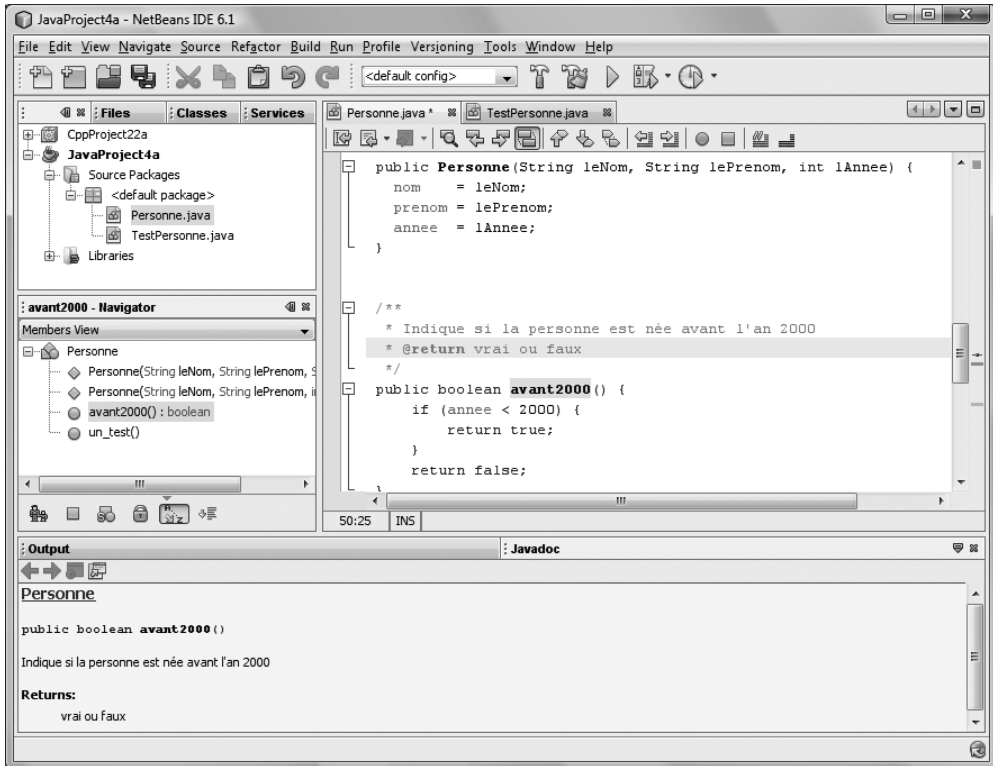 JavaProject4a - NetBeans IDE 6.1
File Edit View Navigate Source Refactor Build Run Profile Versioning Tools Window Help
<default config>
Files Classes Services
CppProject22a
JavaProject4a
Source Packages
<default package>
Personne.java
TestPersonne.java
Libraries
avant2000 - Navigator
Members View
Personne
Personne(String leNom, String lePrenom, S
Personne(String leNom, String lePrenom, i
avant2000() : boolean
un_test()
Personne.java * TestPersonne.java
public Personne(String leNom, String lePrenom, int lAnnee) {
nom = leNom;
prenom = lePrenom;
annee = lAnnee;
}
/**
* Indique si la personne est née avant l'an 2000
* @return vrai ou faux
*/
public boolean avant2000() {
if (annee < 2000) {
return true;
}
return false;
}
50:25 INS
Output
Javadoc
Personne
public boolean avant2000()
Indique si la personne est née avant l'an 2000
Returns:
vrai ou faux